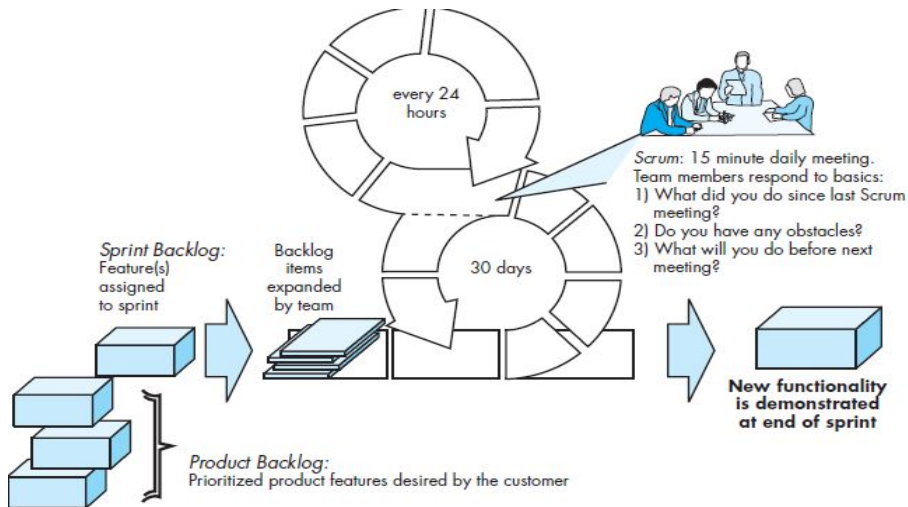 every 24
hours
Scrum: 15 minute daily meeting.
Team members respond to basics:
1) What did you do since last Scrum
meeting?
2) Do you have any obstacles?
3) What will you do before next
meeting?
Sprint Backlog:
Feature(s)
assigned
to sprint
Backlog
items
expanded
by team
30 days
New functionality
is demonstrated
at end of sprint
Product Backlog:
Prioritized product features desired by the customer